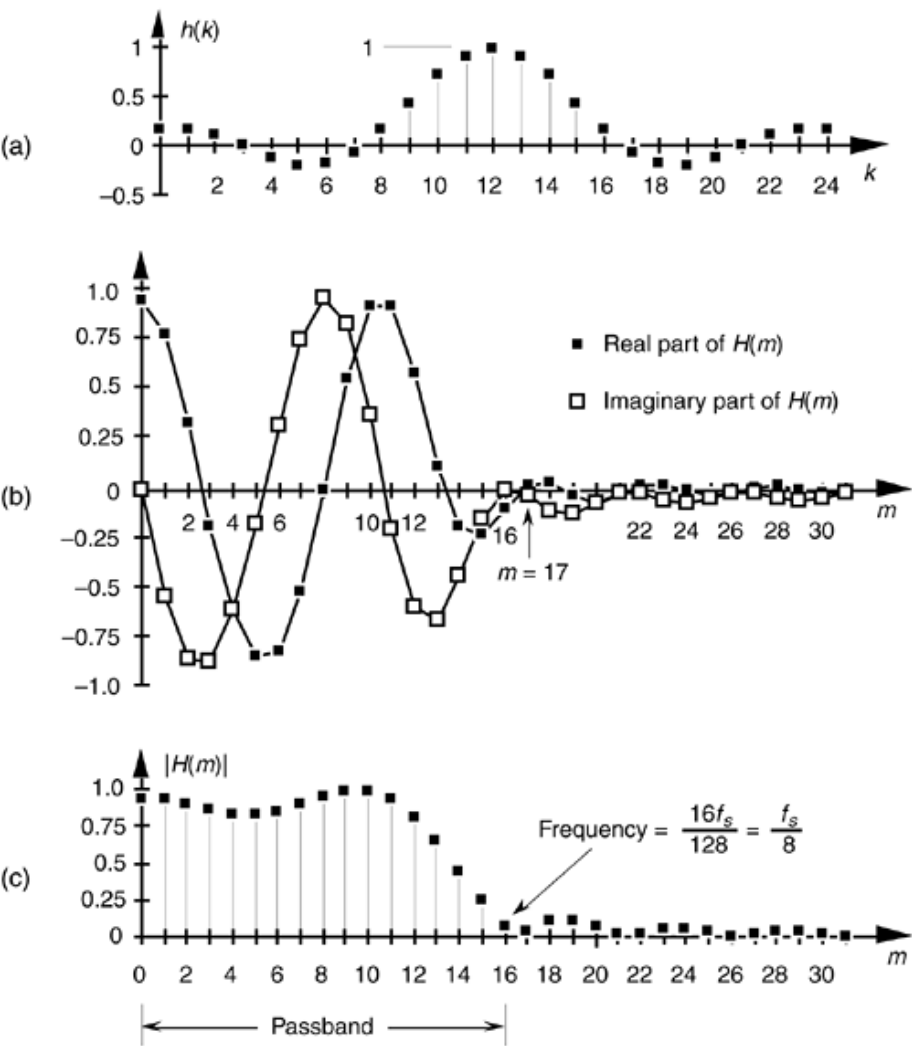 (a)
h(k)
1
1
0.5
0
−0.5
2 4 6 8 10 12 14 16 18 20 22 24
k
(b)
1.0
0.75
0.5
0.25
0
−0.25
−0.5
−0.75
−1.0
Real part of H(m)
Imaginary part of H(m)
2 4 6 10 12 16 22 24 26 28 30
m
m = 17
(c)
|H(m)|
1.0
0.75
0.5
0.25
0
Frequency = 16fs/128 = fs/8
m
0 2 4 6 8 10 12 14 16 18 20 22 24 26 28 30
Passband